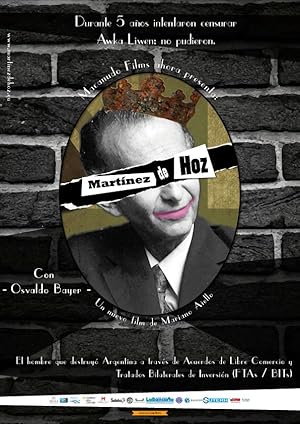 Durante 5 años intentaron censurar
Awka Liwen: no pudieron.
Macanudo Films ahora presenta:
Martínez de Hoz
Con
- Osvaldo Bayer -
Un nuevo film de Mariano Aiello
El hombre que destruyó Argentina a través de Acuerdos de Libre Comercio y
Tratados Bilaterales de Inversión (FTAs / BITs)